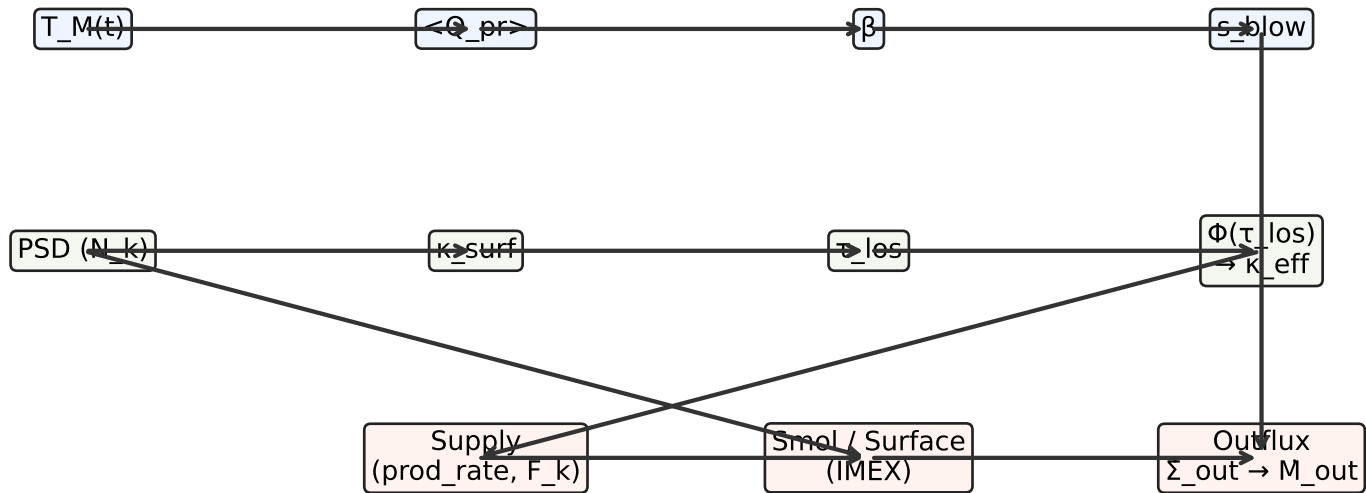 T_M(t)
<Q_pr>
β
s_blow
PSD (N_k)
κ_surf
τ_los
Φ(τ_los)
→ κ_eff
Supply
(prod_rate, F_k)
Smol / Surface
(IMEX)
Outflux
Σ_out → M_out